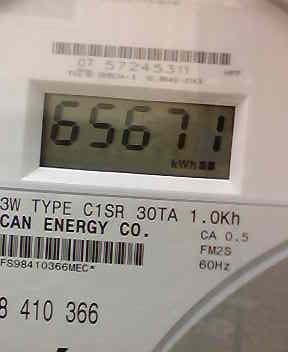 07 57245311
65671
kWh
3W TYPE C1SR 30TA 1.0Kh
CAN ENERGY CO.
CA 0.5
FM2S
FS98410366MEC*
60Hz
8 410 366